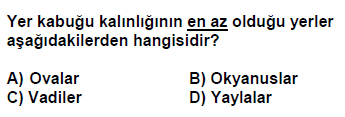 Yer kabuğu kalınlığının en az olduğu yerler
aşağıdakilerden hangisidir?
A) Ovalar B) Okyanuslar
C) Vadiler D) Yaylalar